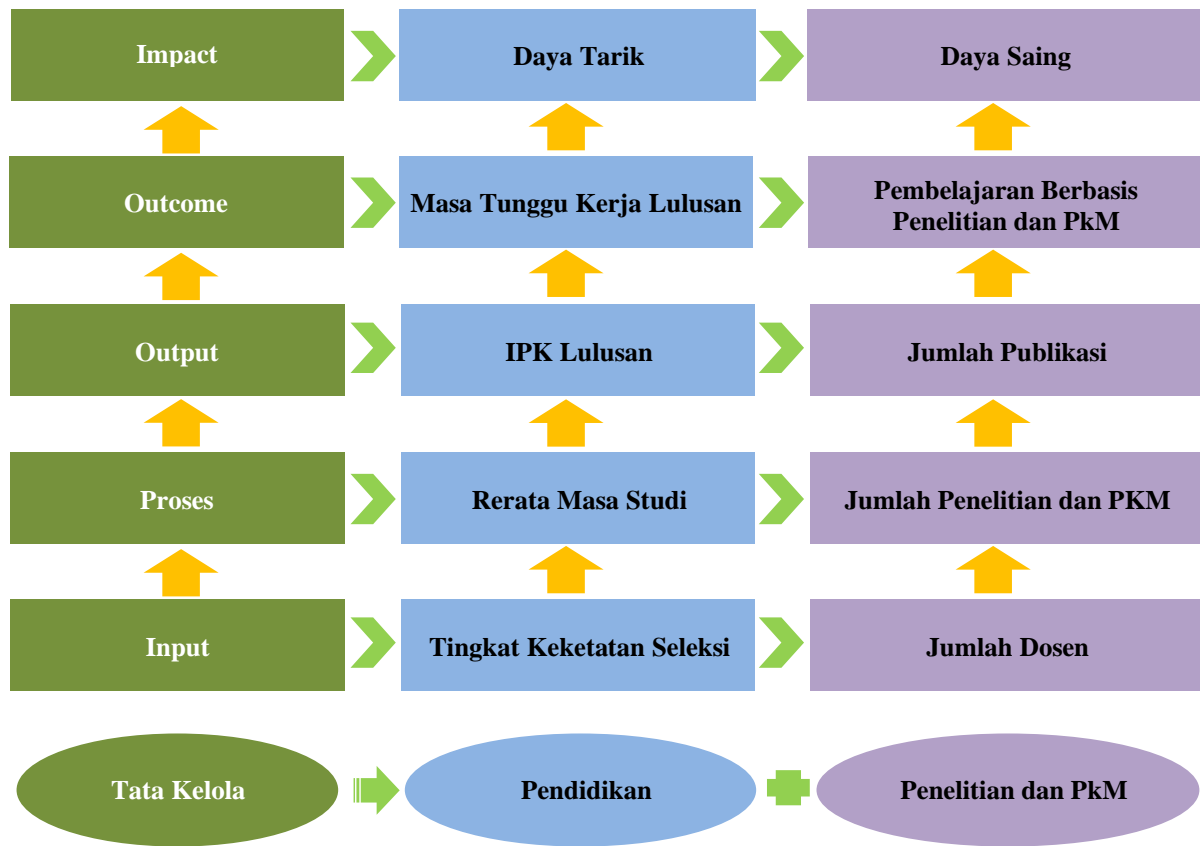 Impact
Daya Tarik
Daya Saing
Outcome
Masa Tunggu Kerja Lulusan
Pembelajaran Berbasis
Penelitian dan PkM
Output
IPK Lulusan
Jumlah Publikasi
Proses
Rerata Masa Studi
Jumlah Penelitian dan PKM
Input
Tingkat Keketatan Seleksi
Jumlah Dosen
Tata Kelola
Pendidikan
Penelitian dan PkM